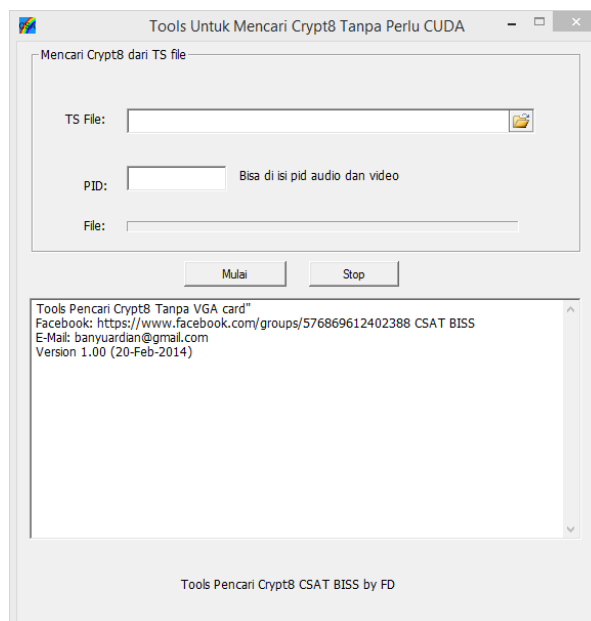 Tools Untuk Mencari Crypt8 Tanpa Perlu CUDA
Mencari Crypt8 dari TS file
TS File:
PID:
Bisa di isi pid audio dan video
File:
Mulai
Stop
Tools Pencari Crypt8 Tanpa VGA card"
Facebook: https://www.facebook.com/groups/576869612402388 CSAT BISS
E-Mail: banyuardian@gmail.com
Version 1.00 (20-Feb-2014)
Tools Pencari Crypt8 CSAT BISS by FD